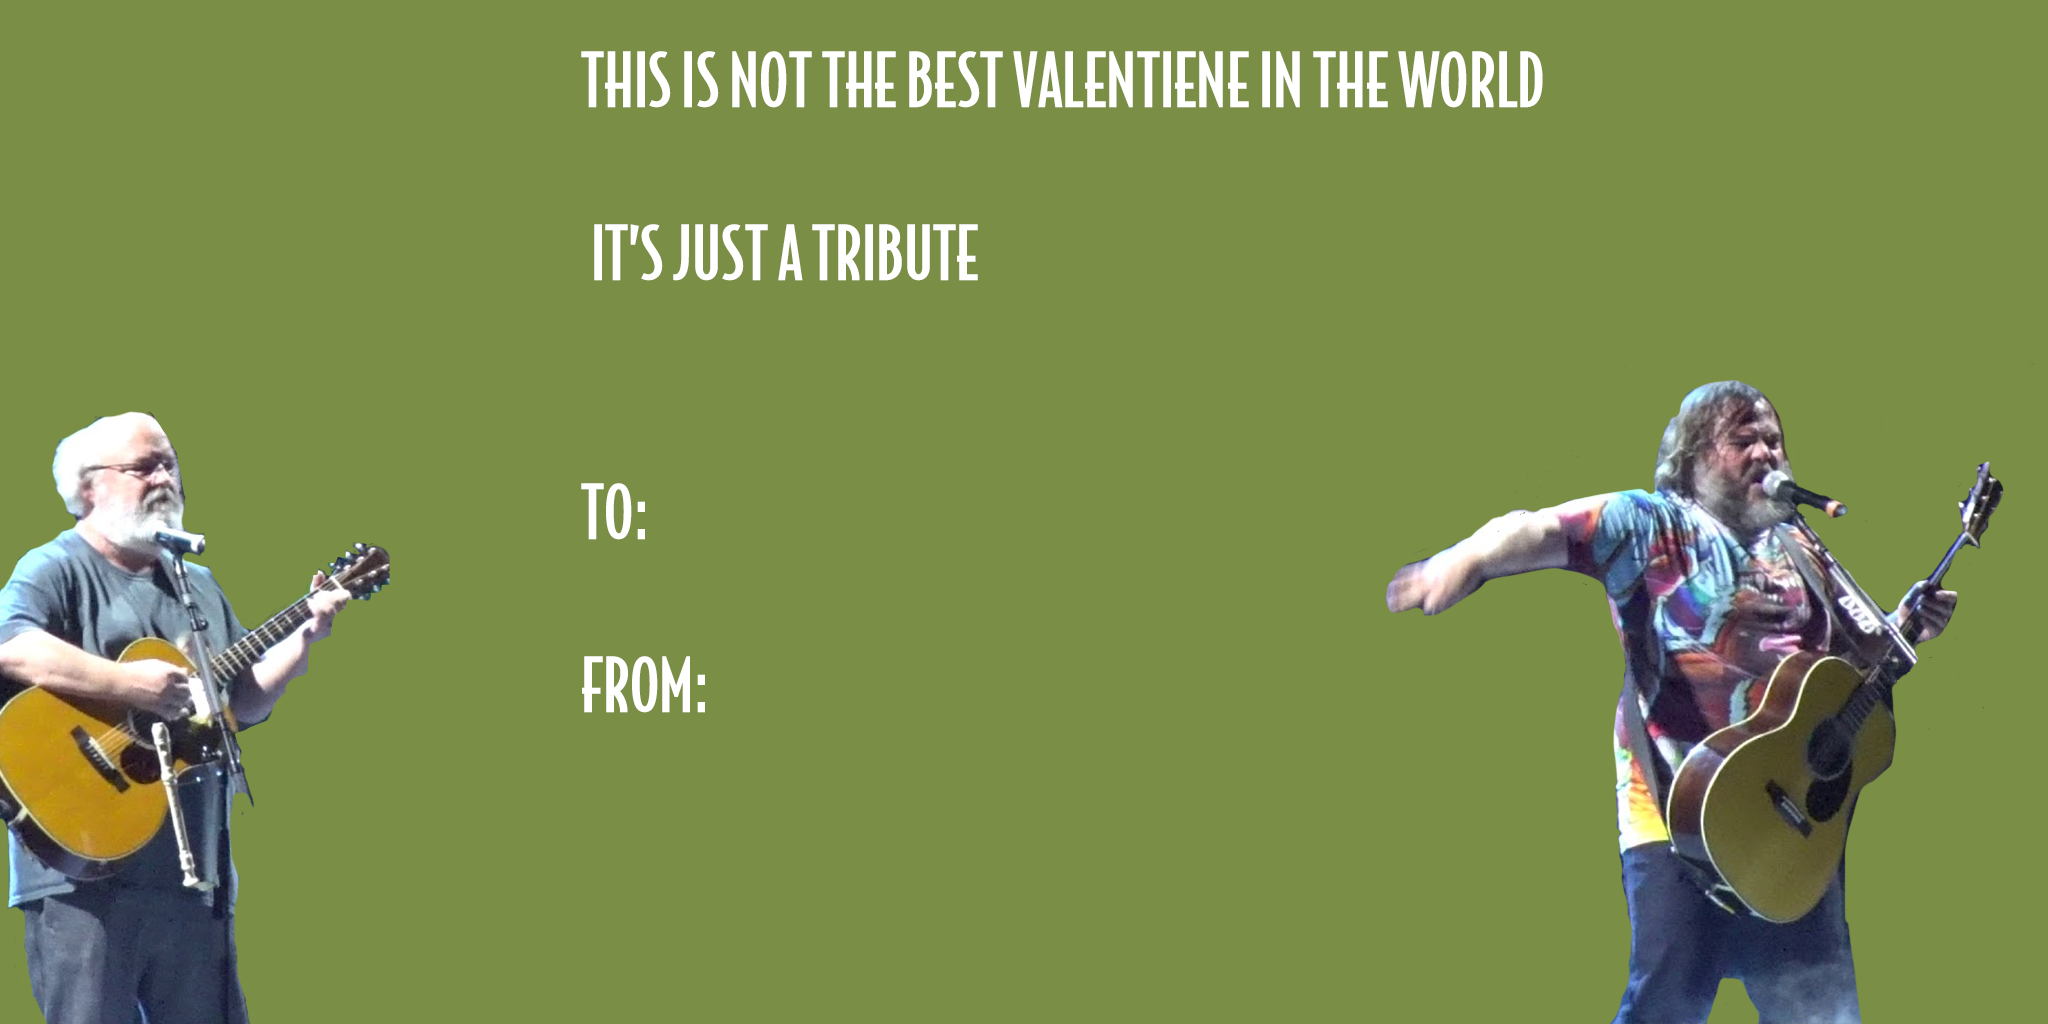 THIS IS NOT THE BEST VALENTIENE IN THE WORLD
IT'S JUST A TRIBUTE
TO:
FROM: